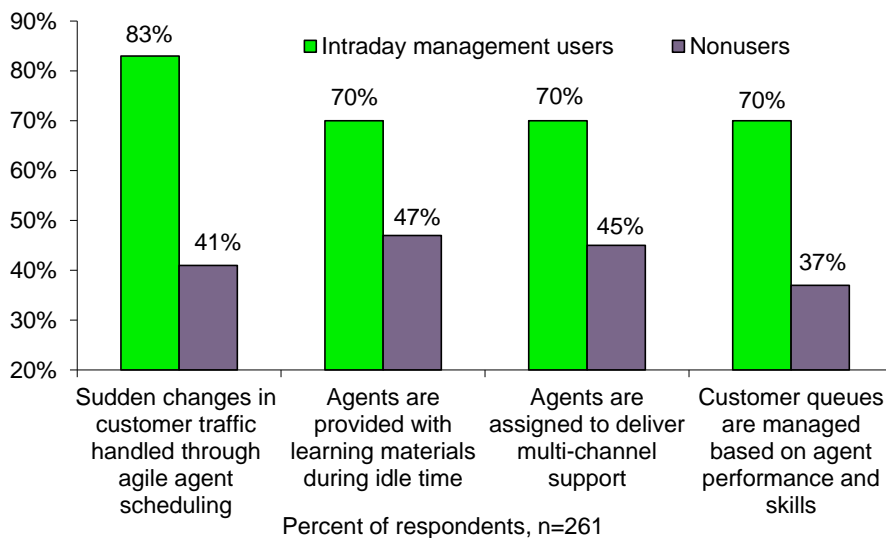 90%
80%
70%
60%
50%
40%
30%
20%
Intraday management users
Nonusers
83%
41%
70%
47%
70%
45%
70%
37%
Sudden changes in
customer traffic
handled through
agile agent
scheduling
Agents are
provided with
learning materials
during idle time
Agents are
assigned to deliver
multi-channel
support
Customer queues
are managed
based on agent
performance and
skills
Percent of respondents, n=261